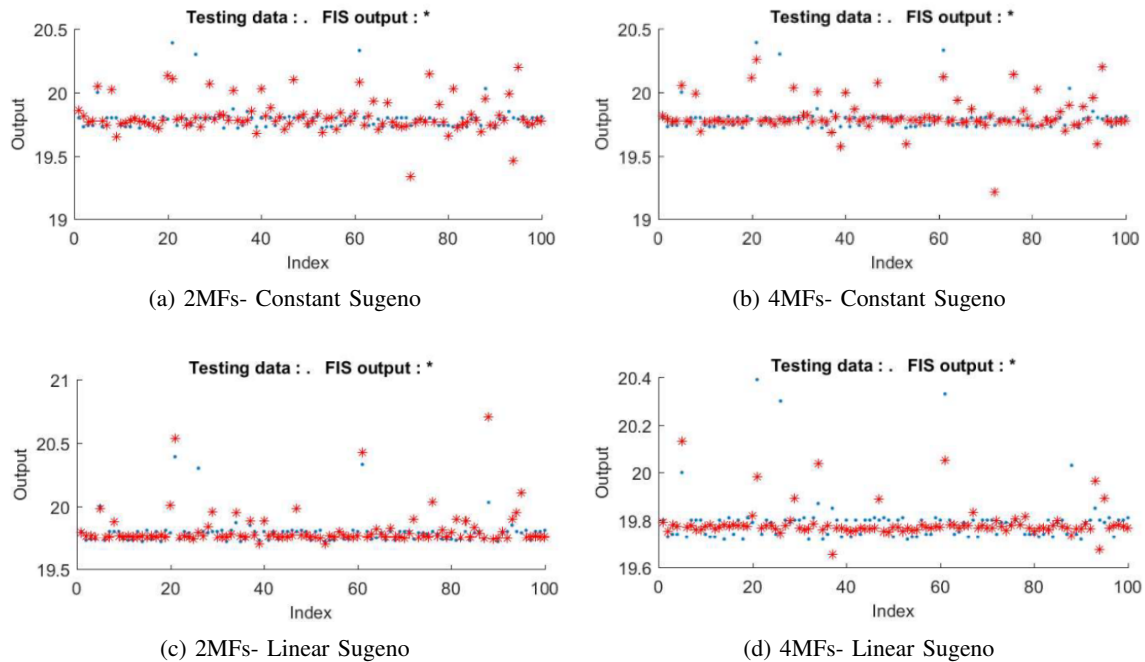 Testing data : .   FIS output : *
20.5
20
19.5
19
Output
0 20 40 60 80 100
Index
(a) 2MFs- Constant Sugeno
Testing data : .   FIS output : *
20.5
20
19.5
19
Output
0 20 40 60 80 100
Index
(b) 4MFs- Constant Sugeno
Testing data : .   FIS output : *
21
20.5
20
19.5
Output
0 20 40 60 80 100
Index
(c) 2MFs- Linear Sugeno
Testing data : .   FIS output : *
20.4
20.2
20
19.8
19.6
Output
0 20 40 60 80 100
Index
(d) 4MFs- Linear Sugeno